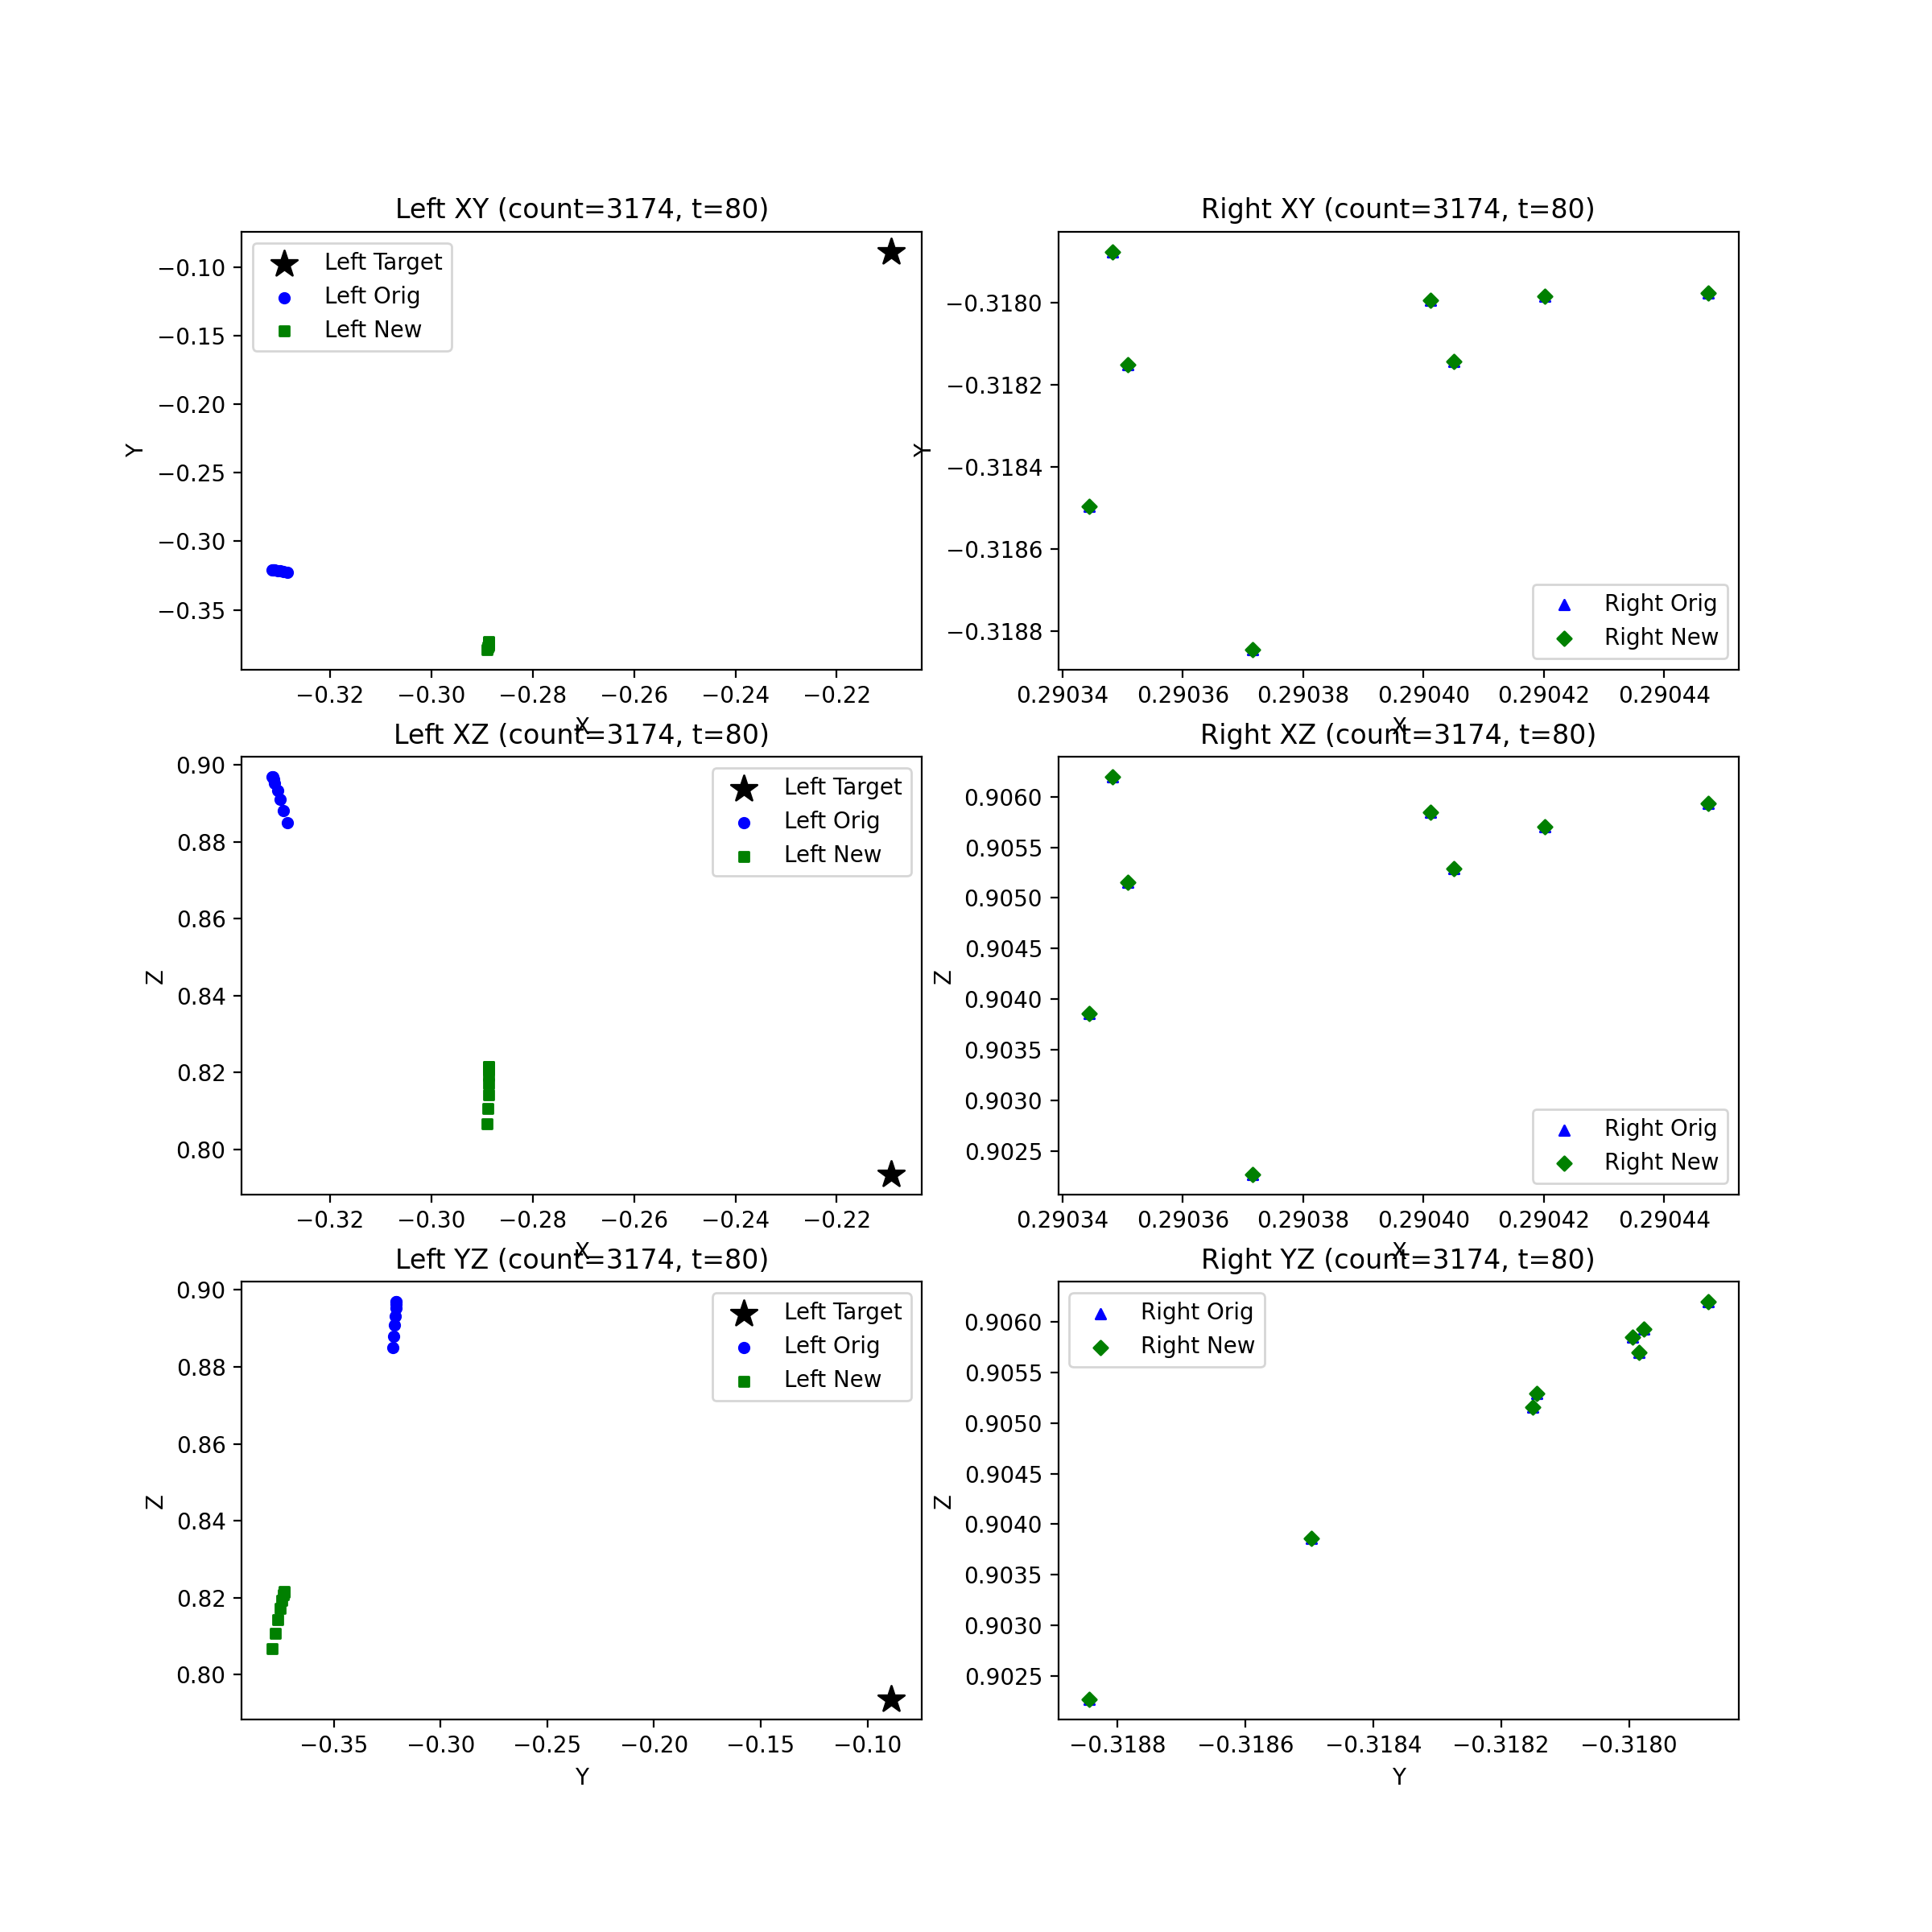 Left XY (count=3174, t=80)
Left Target
Left Orig
Left New
−0.10
−0.15
−0.20
−0.25
−0.30
−0.35
Y
−0.32
−0.30
−0.28
−0.26
−0.24
−0.22
X
Right XY (count=3174, t=80)
−0.3180
−0.3182
−0.3184
−0.3186
−0.3188
Y
Right Orig
Right New
0.29034
0.29036
0.29038
0.29040
0.29042
0.29044
X
Left XZ (count=3174, t=80)
Left Target
Left Orig
Left New
0.90
0.88
0.86
0.84
0.82
0.80
Z
−0.32
−0.30
−0.28
−0.26
−0.24
−0.22
X
Right XZ (count=3174, t=80)
0.9060
0.9055
0.9050
0.9045
0.9040
0.9035
0.9030
0.9025
Z
Right Orig
Right New
0.29034
0.29036
0.29038
0.29040
0.29042
0.29044
X
Left YZ (count=3174, t=80)
Left Target
Left Orig
Left New
0.90
0.88
0.86
0.84
0.82
0.80
Z
−0.35
−0.30
−0.25
−0.20
−0.15
−0.10
Y
Right YZ (count=3174, t=80)
Right Orig
Right New
0.9060
0.9055
0.9050
0.9045
0.9040
0.9035
0.9030
0.9025
Z
−0.3188
−0.3186
−0.3184
−0.3182
−0.3180
Y